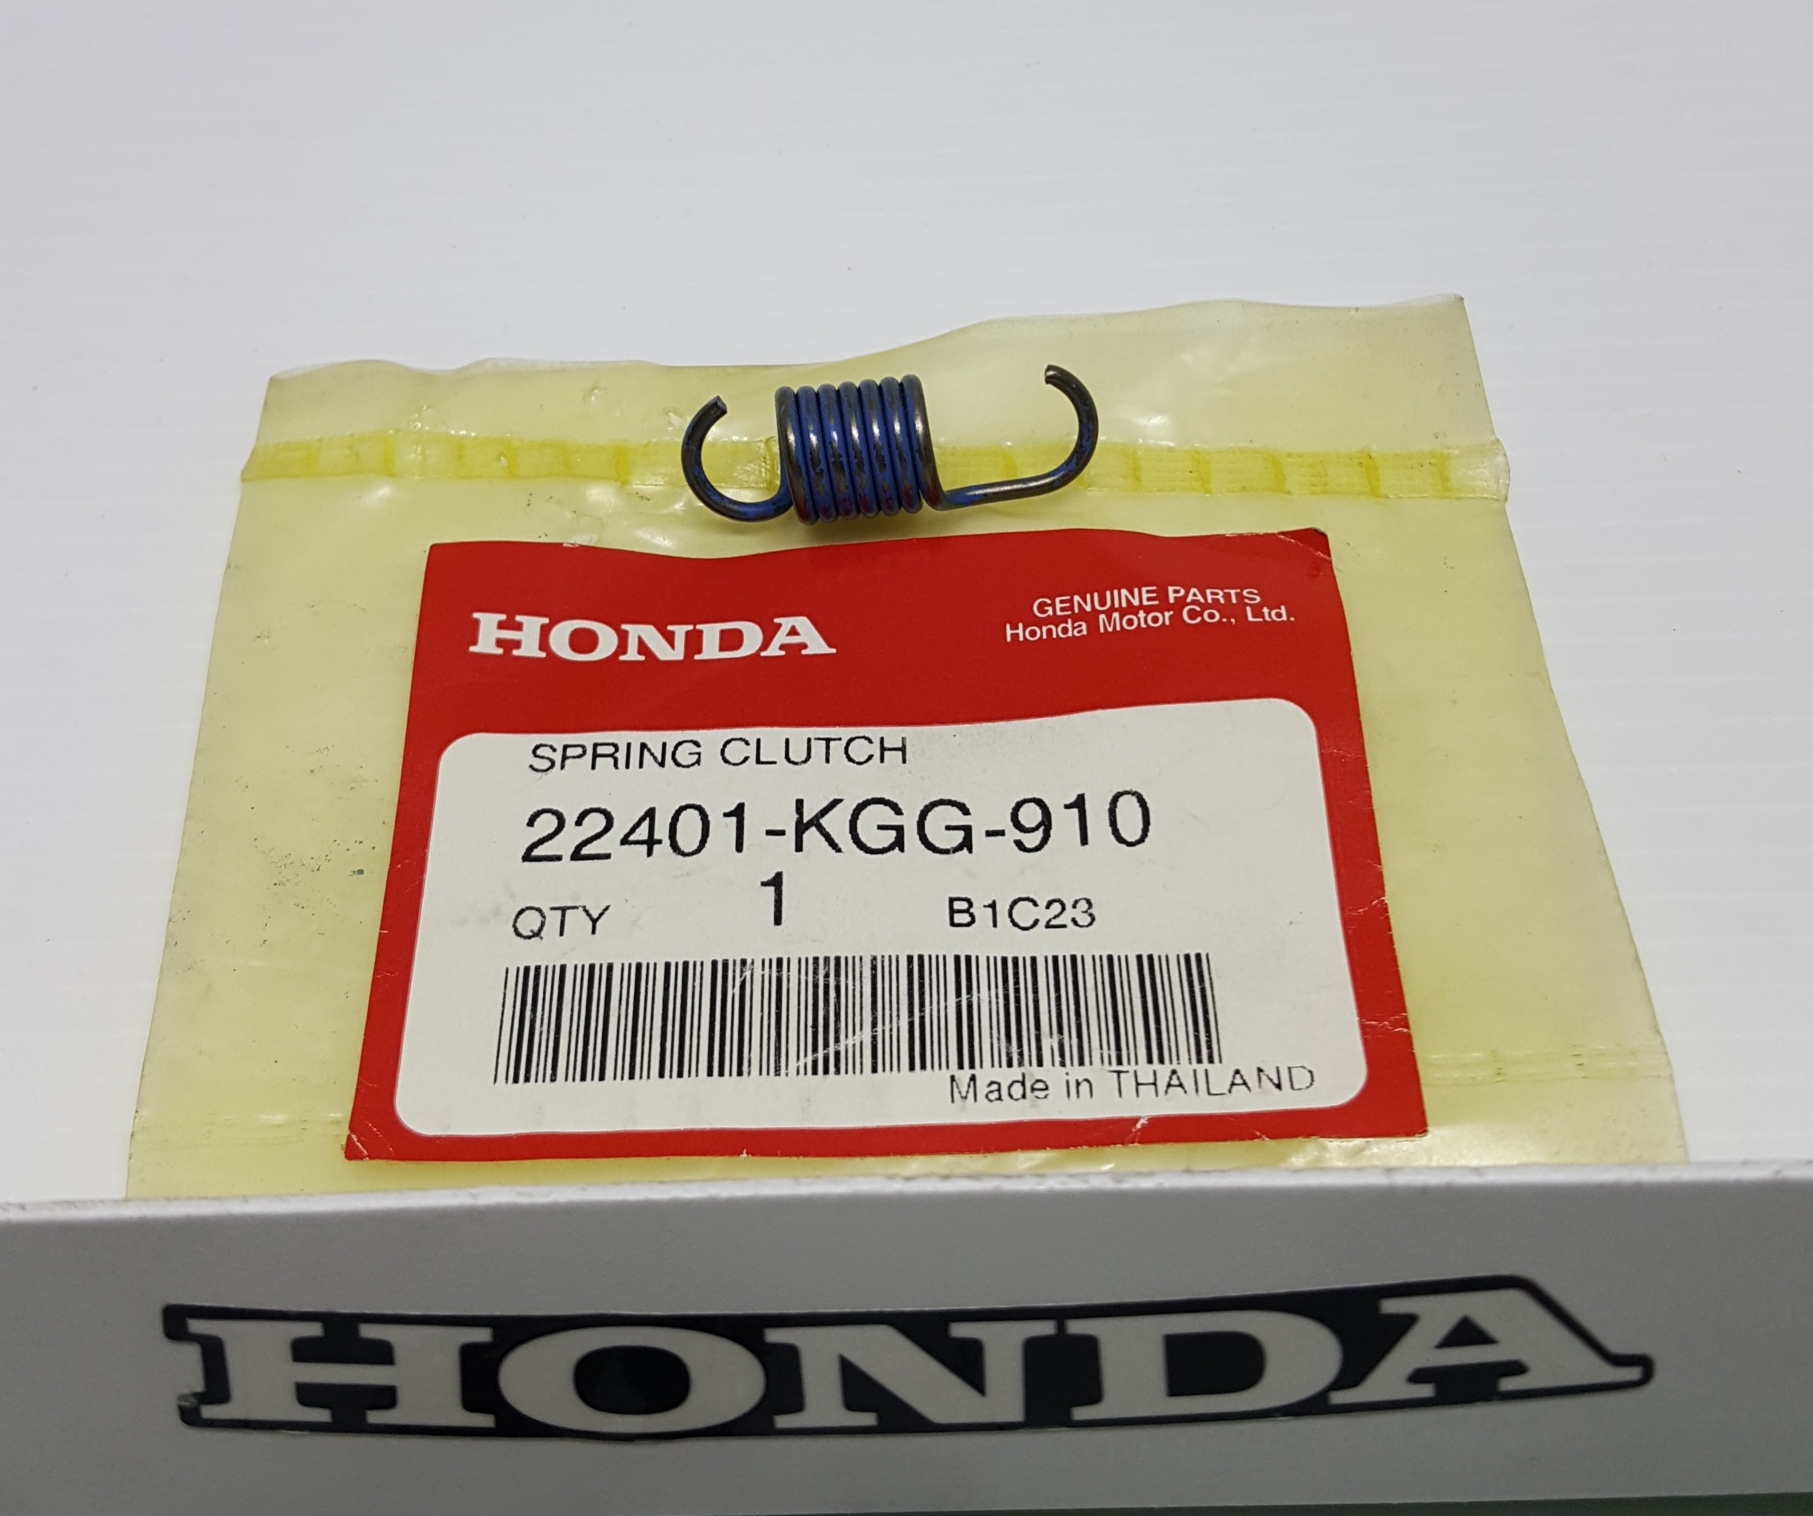 HONDA
GENUINE PARTS
Honda Motor Co., Ltd.
SPRING CLUTCH
22401-KGG-910
QTY 1 B1C23
Made in THAILAND
HONDA